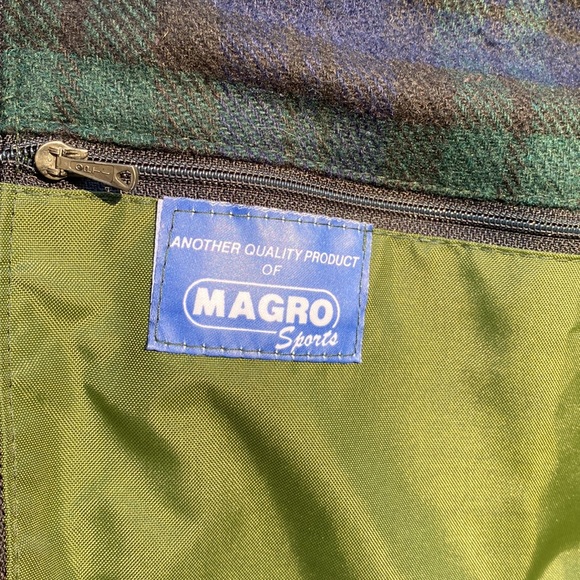 ANOTHER QUALITY PRODUCT
OF
MAGRO
Sports